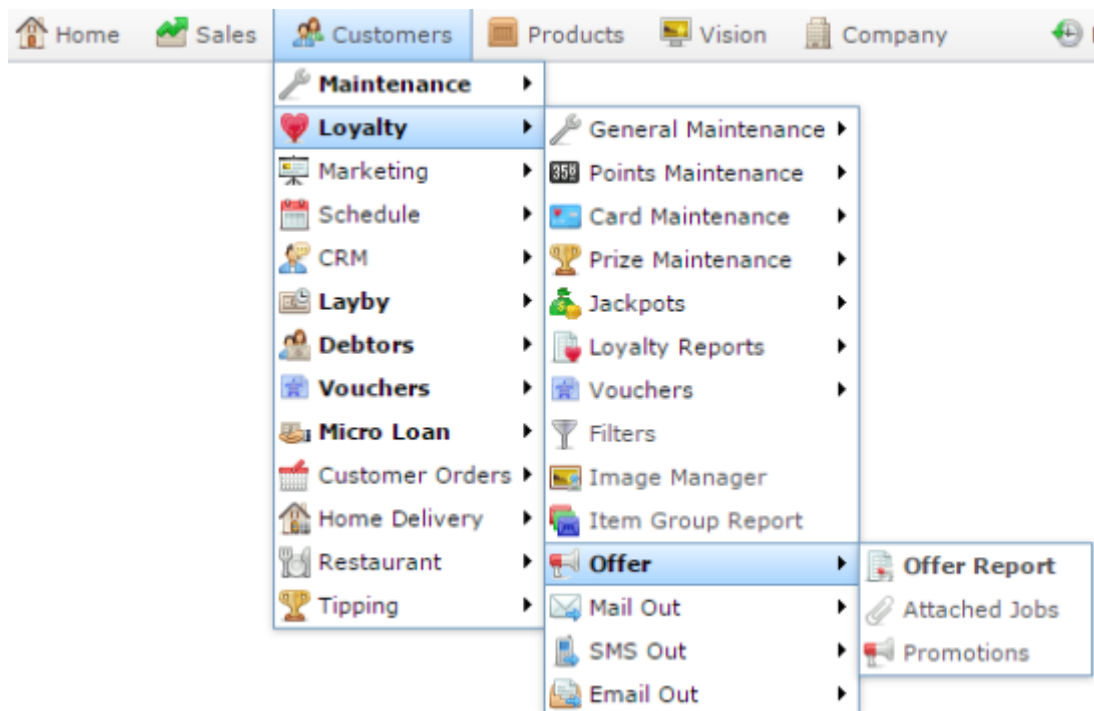 Home Sales Customers Products Vision Company
Maintenance
Loyalty
Marketing
Schedule
CRM
Layby
Debtors
Vouchers
Micro Loan
Customer Orders
Home Delivery
Restaurant
Tipping
General Maintenance
Points Maintenance
Card Maintenance
Prize Maintenance
Jackpots
Loyalty Reports
Vouchers
Filters
Image Manager
Item Group Report
Offer
Mail Out
SMS Out
Email Out
Offer Report
Attached Jobs
Promotions